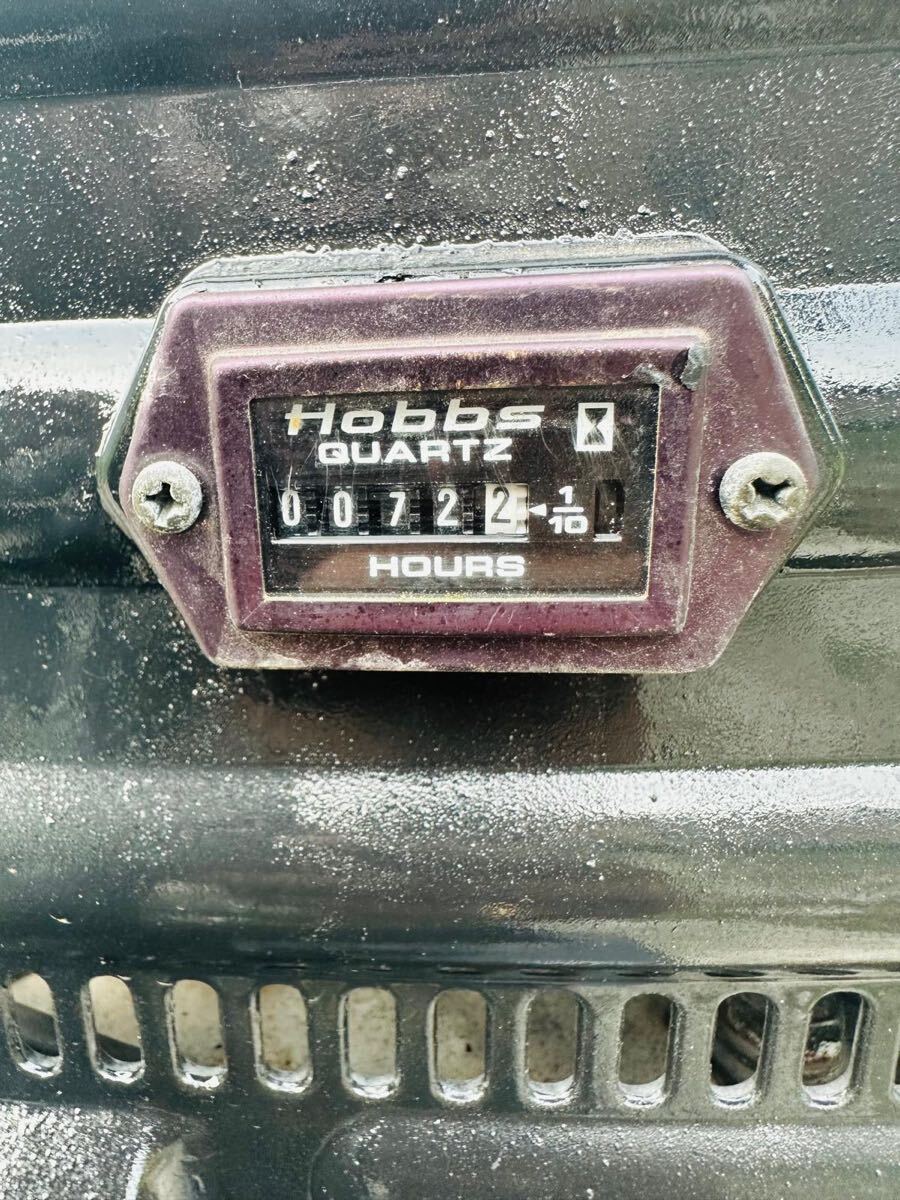 Hobbs
QUARTZ
0 0 7 2 2 ◄ 1/10
HOURS